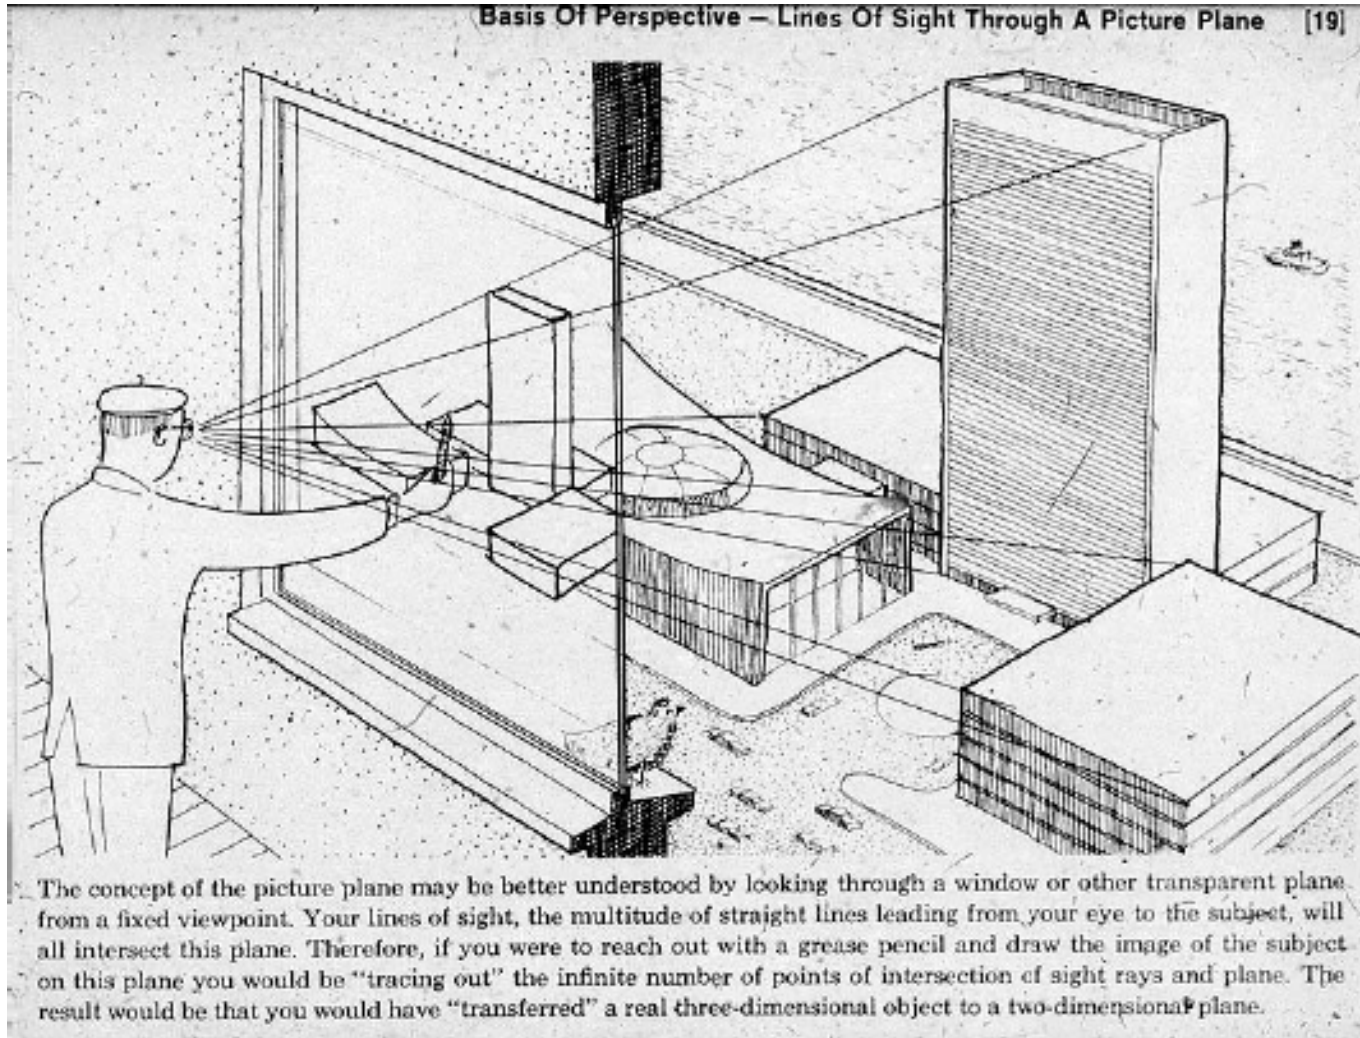 Basis Of Perspective – Lines Of Sight Through A Picture Plane [19]
The concept of the picture plane may be better understood by looking through a window or other transparent plane
from a fixed viewpoint. Your lines of sight, the multitude of straight lines leading from your eye to the subject, will
all intersect this plane. Therefore, if you were to reach out with a grease pencil and draw the image of the subject
on this plane you would be “tracing out” the infinite number of points of intersection of sight rays and plane. The
result would be that you would have “transferred” a real three-dimensional object to a two-dimensional plane.